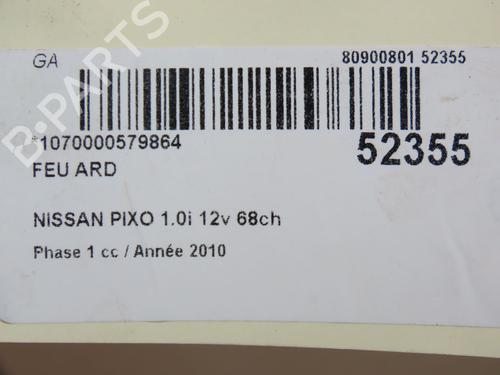 GA 80900801 52355
*1070000579864 52355
FEU ARD
NISSAN PIXO 1.0i 12v 68ch
Phase 1 cc / Année 2010
B-PARTS